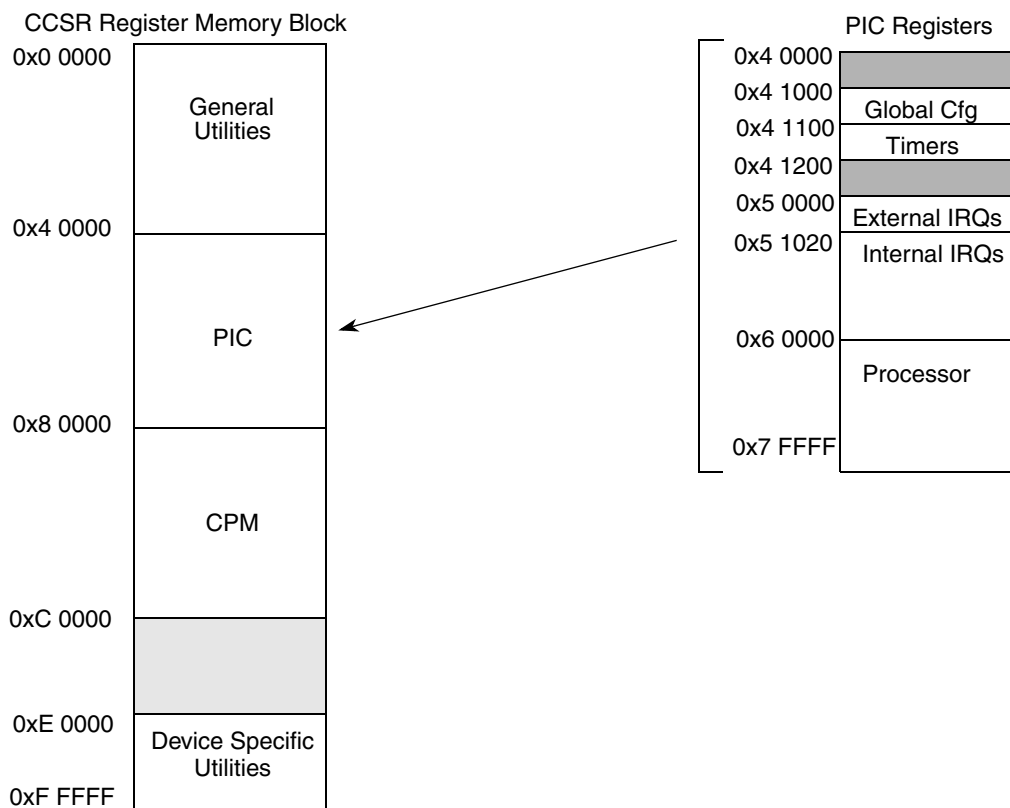 CCSR Register Memory Block
0x0 0000
General
Utilities
0x4 0000
PIC
0x8 0000
CPM
0xC 0000
0xE 0000
Device Specific
Utilities
0xF FFFF
PIC Registers
0x4 0000
0x4 1000
Global Cfg
0x4 1100
Timers
0x4 1200
0x5 0000
External IRQs
0x5 1020
Internal IRQs
0x6 0000
Processor
0x7 FFFF